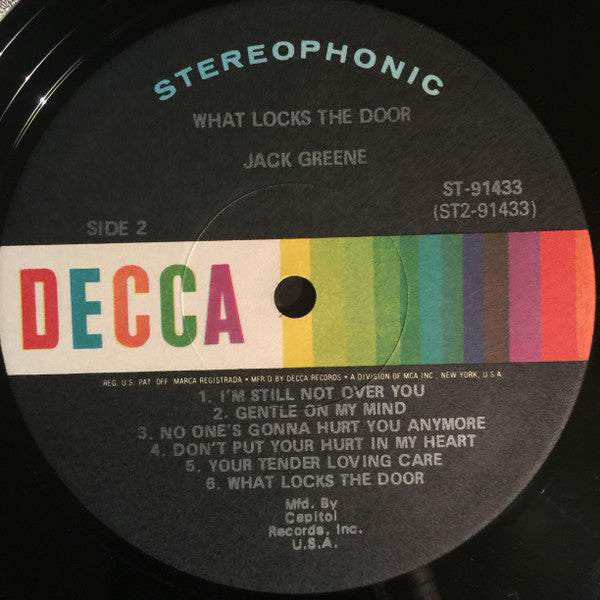 STEREOPHONIC
WHAT LOCKS THE DOOR
JACK GREENE
ST-91433
(ST2-91433)
SIDE 2
DECCA
REG. U.S. PAT. OFF. MARCA REGISTRADA • MFR'D BY DECCA RECORDS • A DIVISION OF MCA INC., NEW YORK, U.S.A.
1. I'M STILL NOT OVER YOU
2. GENTLE ON MY MIND
3. NO ONE'S GONNA HURT YOU ANYMORE
4. DON'T PUT YOUR HURT IN MY HEART
5. YOUR TENDER LOVING CARE
6. WHAT LOCKS THE DOOR
Mfd. By
Capitol
Records, Inc.
U.S.A.